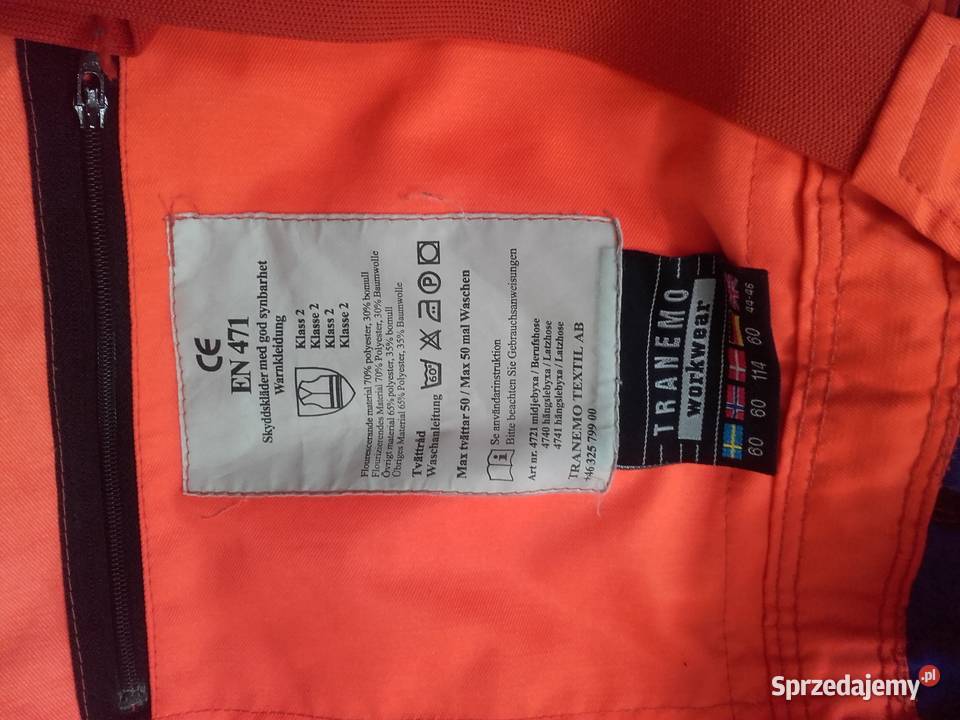 CE
EN 471
Skyddskläder med god synbarhet
Warnkleidung
Klass 2
Klasse 2
Klass 2
Klasse 2
Flourescerande material 70% polyester, 30% bomull
Flourizerendes Material 70% Polyester, 30% Baumwolle
Övrigt material 65% polyester, 35% bomull
Übriges Material 65% Polyester, 35% Baumwolle
Tvättråd
Waschanleitung 60° P
Max tvättar 50 / Max 50 mal Waschen
i Se användarinstruktion
Bitte beachten Sie Gebrauchsanweisungen
Art nr. 4721 midjebyxa / Berufshose
4740 hängslebyxa / Latzhose
4741 hängslebyxa / Latzhose
TRANEMO TEXTIL AB
+46 325 799 00
TRANEMO
workwear
60 60 114 60 44-46
Sprzedajemy.pl